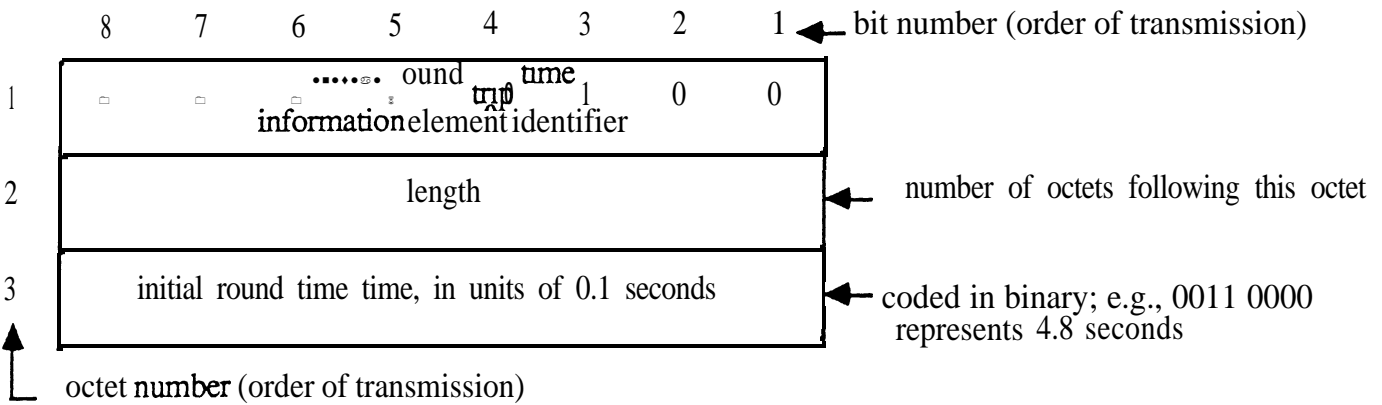 8 7 6 5 4 3 2 1 bit number (order of transmission)
ound trip time
1 1 0 0
information element identifier
2 length number of octets following this octet
3 initial round time time, in units of 0.1 seconds coded in binary; e.g., 0011 0000
represents 4.8 seconds
octet number (order of transmission)